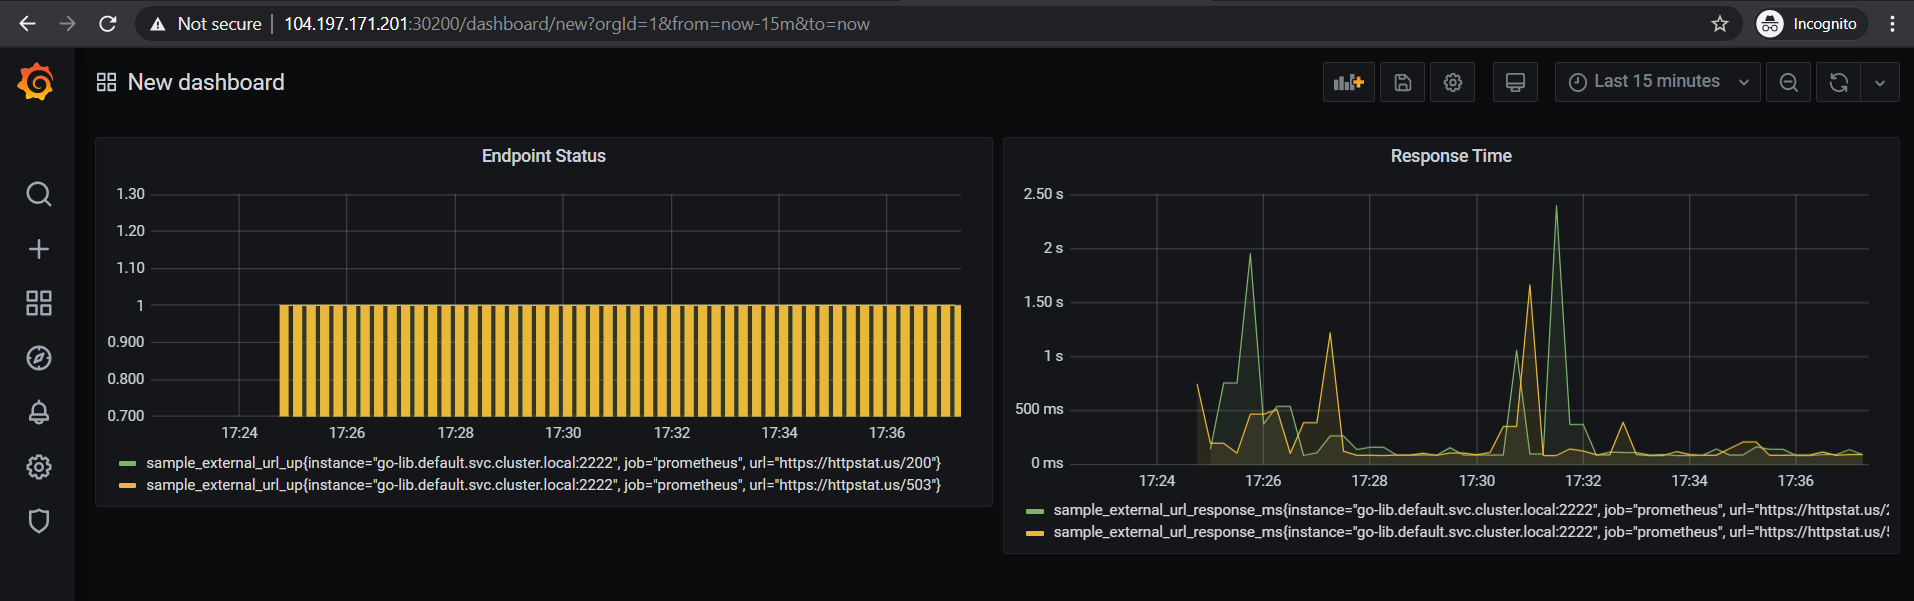 Not secure | 104.197.171.201:30200/dashboard/new?orgId=1&from=now-15m&to=now
Incognito
New dashboard
Last 15 minutes
Endpoint Status
1.30
1.20
1.10
1
0.900
0.800
0.700
17:24 17:26 17:28 17:30 17:32 17:34 17:36
sample_external_url_up{instance="go-lib.default.svc.cluster.local:2222", job="prometheus", url="https://httpstat.us/200"}
sample_external_url_up{instance="go-lib.default.svc.cluster.local:2222", job="prometheus", url="https://httpstat.us/503"}
Response Time
2.50 s
2 s
1.50 s
1 s
500 ms
0 ms
17:24 17:26 17:28 17:30 17:32 17:34 17:36
sample_external_url_response_ms{instance="go-lib.default.svc.cluster.local:2222", job="prometheus", url="https://httpstat.us/2
sample_external_url_response_ms{instance="go-lib.default.svc.cluster.local:2222", job="prometheus", url="https://httpstat.us/5